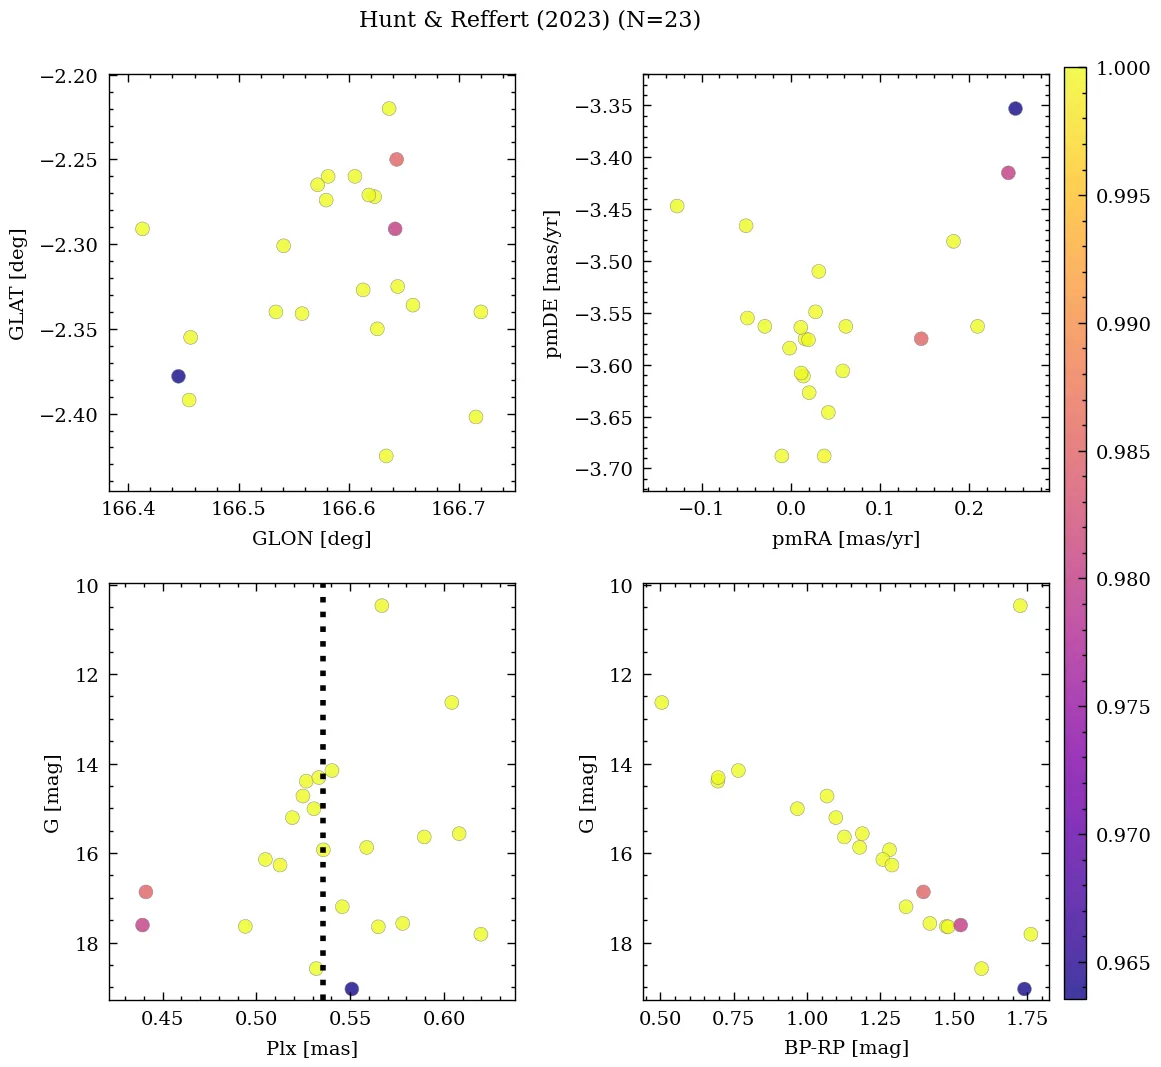 Hunt & Reffert (2023) (N=23)
−2.20
−2.25
−2.30
−2.35
−2.40
GLAT [deg]
166.4 166.5 166.6 166.7
GLON [deg]
−3.35
−3.40
−3.45
−3.50
−3.55
−3.60
−3.65
−3.70
pmDE [mas/yr]
−0.1 0.0 0.1 0.2
pmRA [mas/yr]
10
12
14
16
18
G [mag]
0.45 0.50 0.55 0.60
Plx [mas]
10
12
14
16
18
G [mag]
0.50 0.75 1.00 1.25 1.50 1.75
BP-RP [mag]
1.000
0.995
0.990
0.985
0.980
0.975
0.970
0.965